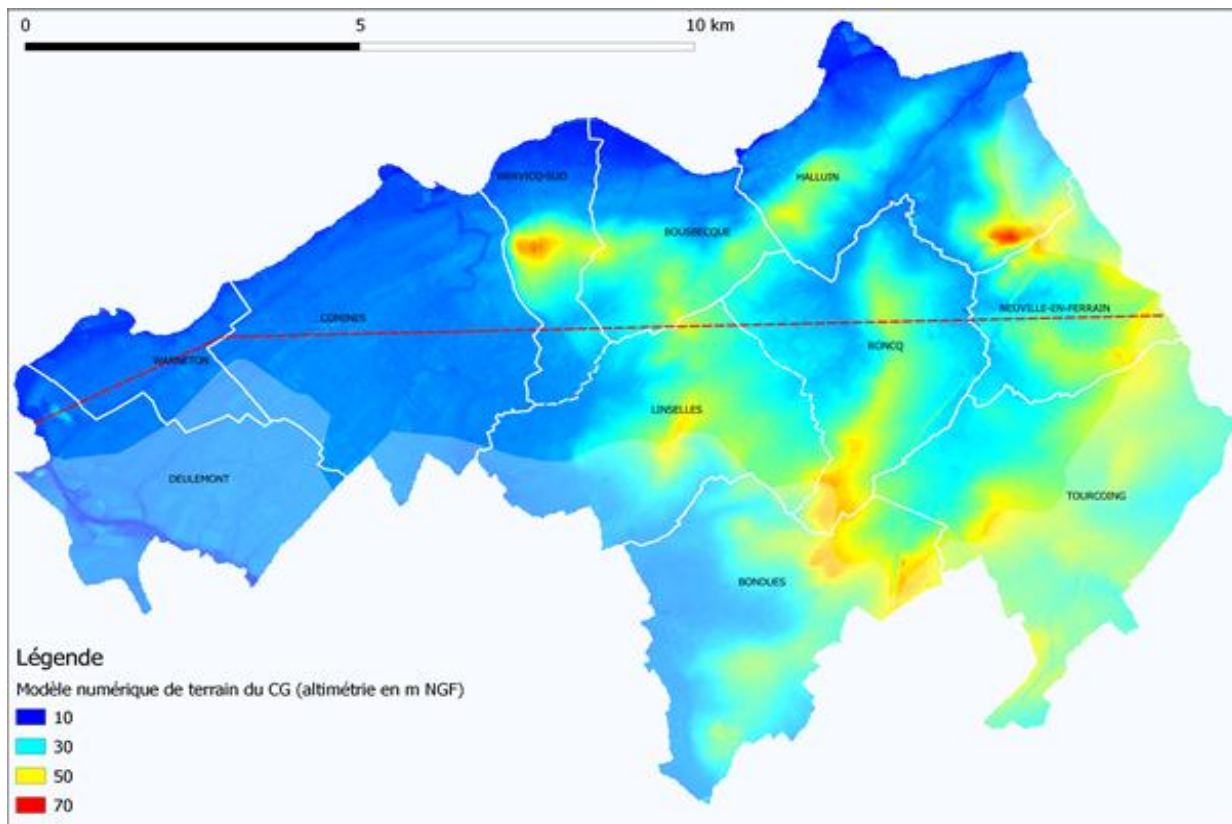 0 5 10 km
HALLUIN
WERVICQ-SUD
BOUSBECQUE
NEUVILLE-EN-FERRAIN
COMINES
RONCQ
WARNETON
LINSELLES
DEULEMONT
TOURCOING
BONDUES
Légende
Modèle numérique de terrain du CG (altimétrie en m NGF)
10
30
50
70